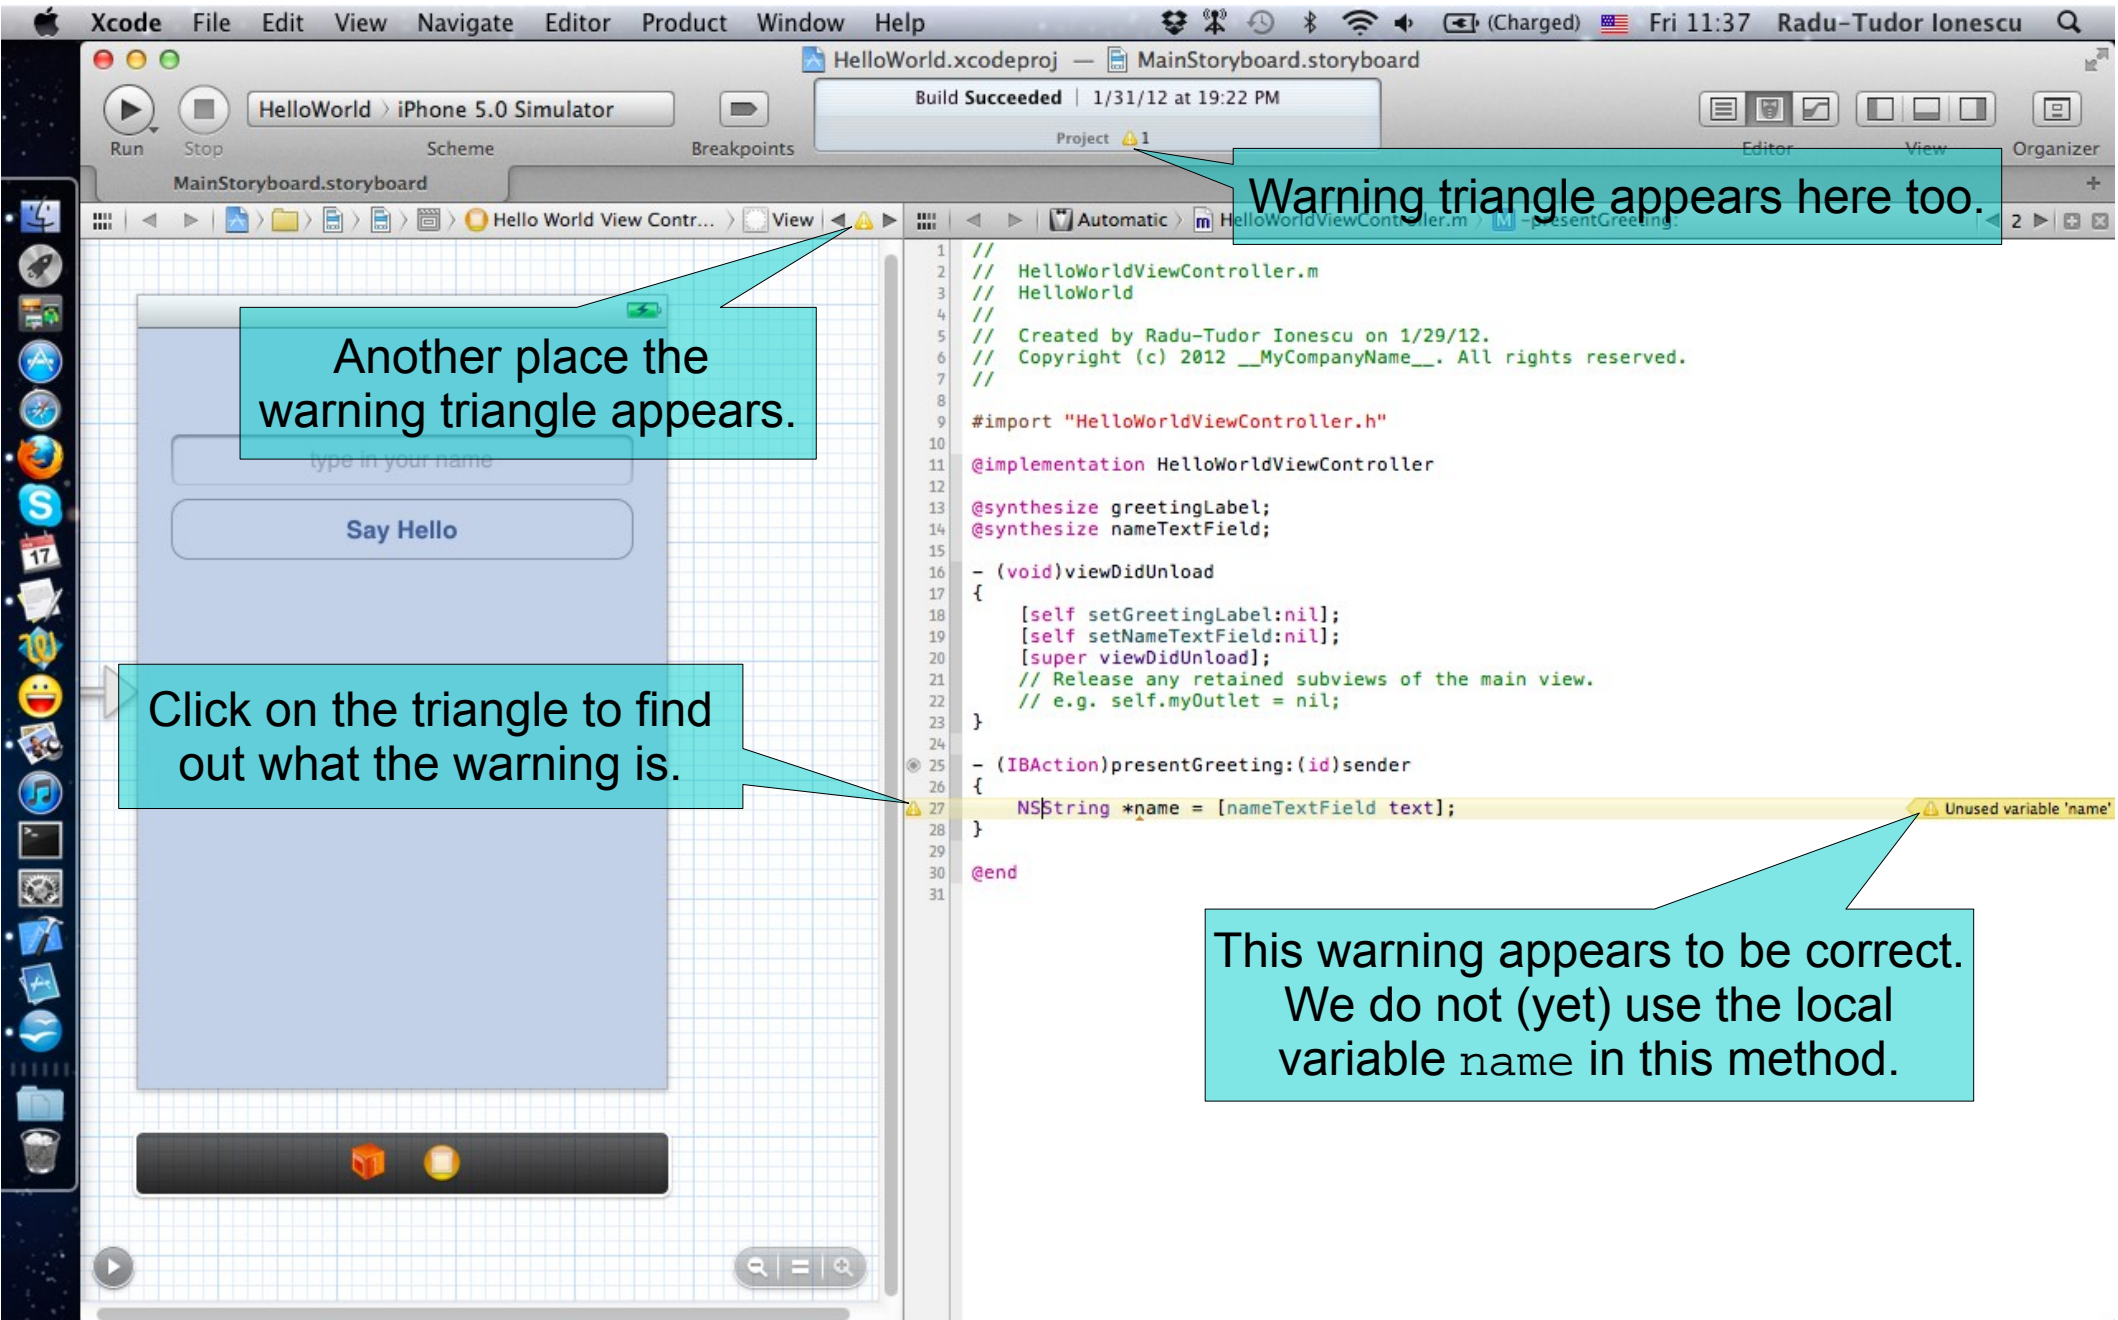 Xcode File Edit View Navigate Editor Product Window Help (Charged) Fri 11:37 Radu-Tudor Ionescu
HelloWorld.xcodeproj — MainStoryboard.storyboard
HelloWorld iPhone 5.0 Simulator
Build Succeeded | 1/31/12 at 19:22 PM
Project 1
Run Stop Scheme Breakpoints Editor View Organizer
MainStoryboard.storyboard
Warning triangle appears here too.
Hello World View Contr... View
Automatic HelloWorldViewController.m M -presentGreeting: 2
Another place the
warning triangle appears.
type in your name
Say Hello
Click on the triangle to find
out what the warning is.
17
1 //
2 // HelloWorldViewController.m
3 // HelloWorld
4 //
5 // Created by Radu-Tudor Ionescu on 1/29/12.
6 // Copyright (c) 2012 __MyCompanyName__. All rights reserved.
7 //
8
9 #import "HelloWorldViewController.h"
10
11 @implementation HelloWorldViewController
12
13 @synthesize greetingLabel;
14 @synthesize nameTextField;
15
16 - (void)viewDidUnload
17 {
18 [self setGreetingLabel:nil];
19 [self setNameTextField:nil];
20 [super viewDidUnload];
21 // Release any retained subviews of the main view.
22 // e.g. self.myOutlet = nil;
23 }
24
25 - (IBAction)presentGreeting:(id)sender
26 {
27 NSString *name = [nameTextField text]; Unused variable 'name'
28 }
29
30 @end
31
This warning appears to be correct.
We do not (yet) use the local
variable name in this method.